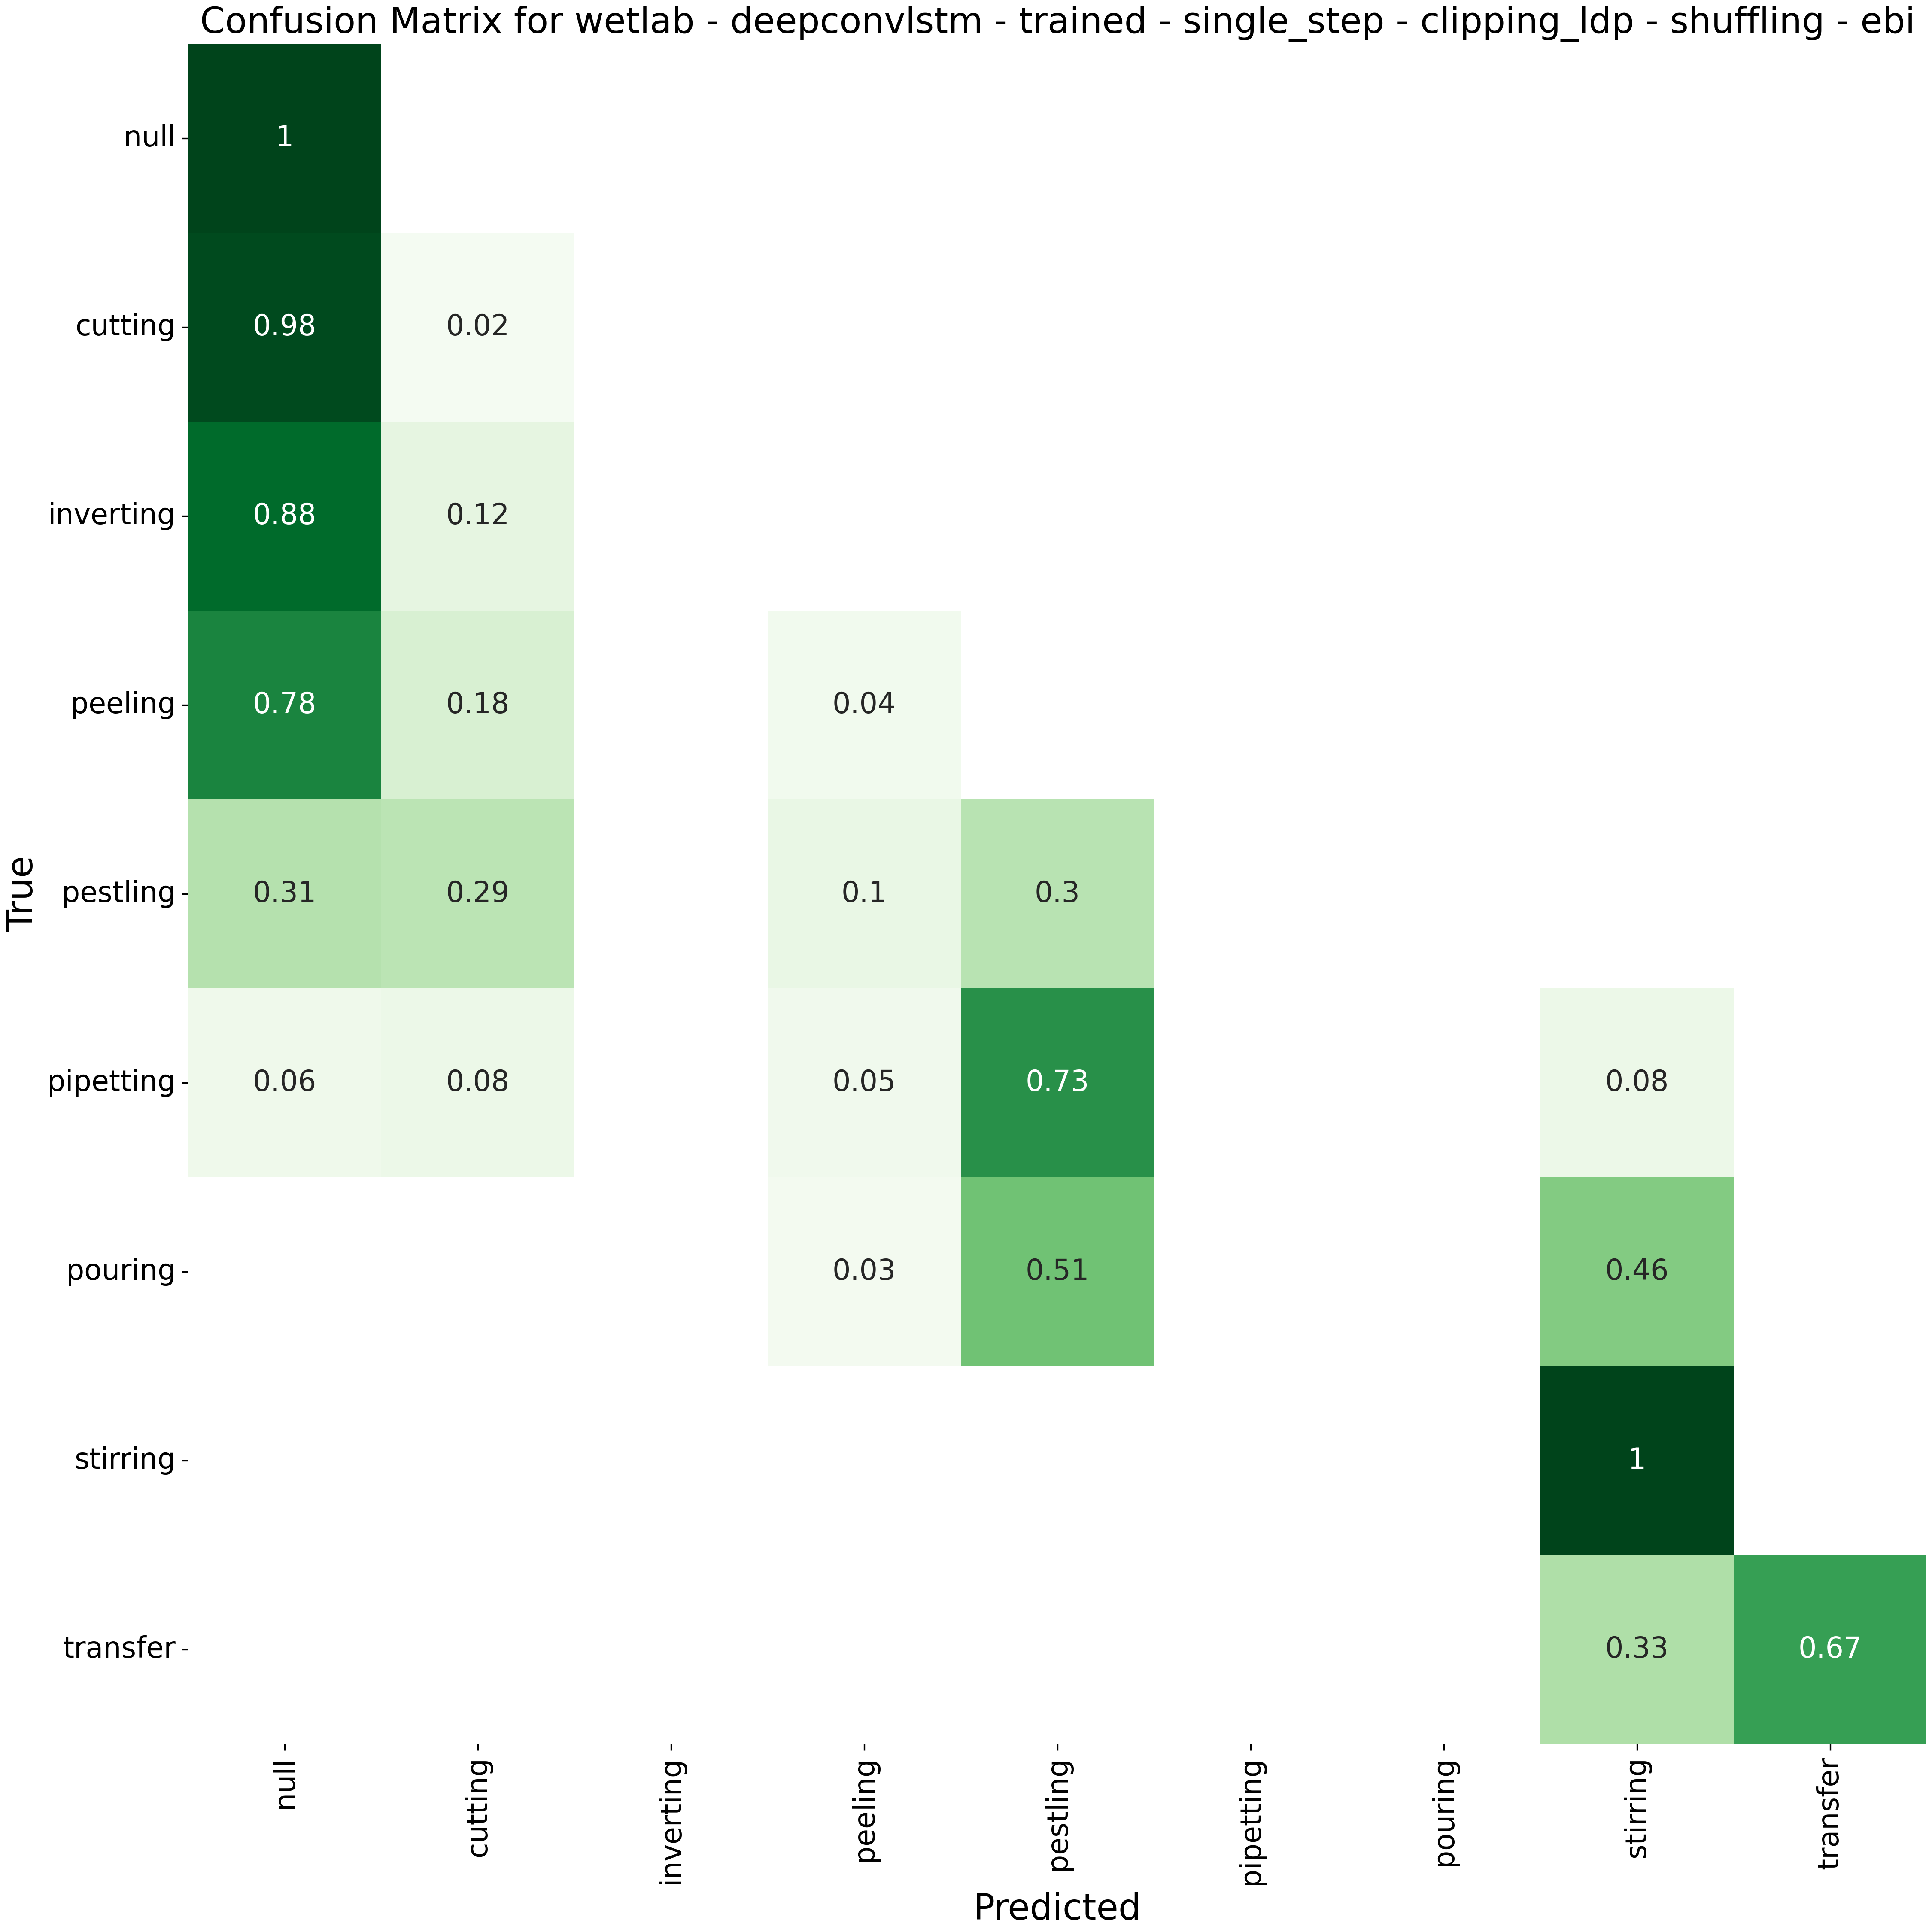 Confusion Matrix for wetlab - deepconvlstm - trained - single_step - clipping_ldp - shuffling - ebi
null 1
cutting 0.98 0.02
inverting 0.88 0.12
peeling 0.78 0.18 0.04
pestling 0.31 0.29 0.1 0.3
pipetting 0.06 0.08 0.05 0.73 0.08
pouring 0.03 0.51 0.46
stirring 1
transfer 0.33 0.67
True
null cutting inverting peeling pestling pipetting pouring stirring transfer
Predicted